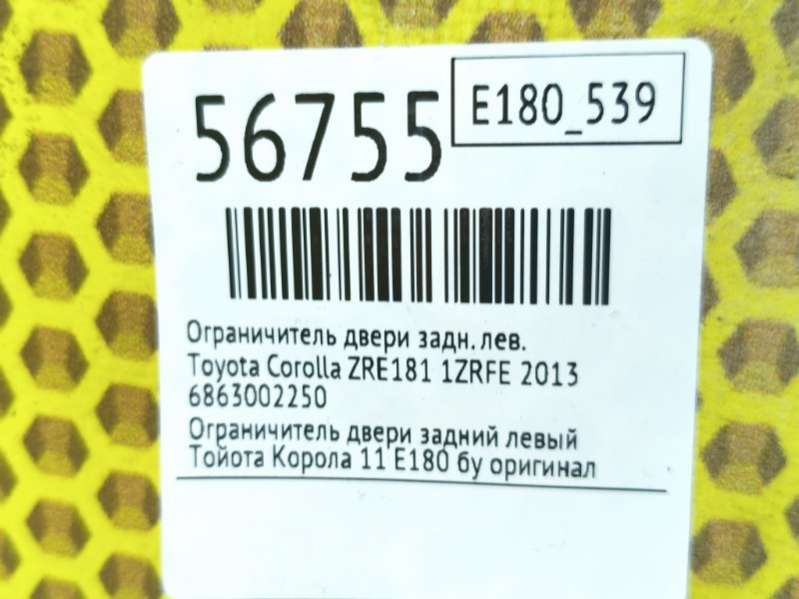 56755
E180_539
Ограничитель двери задн. лев.
Toyota Corolla ZRE181 1ZRFE 2013
6863002250
Ограничитель двери задний левый
Тойота Корола 11 Е180 бу оригинал